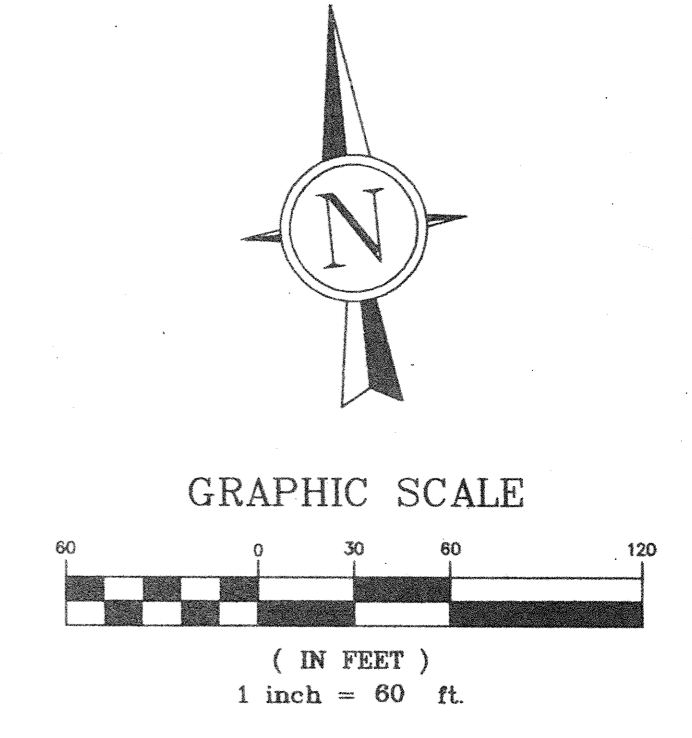 N
GRAPHIC SCALE
60 0 30 60 120
( IN FEET )
1 inch = 60 ft.